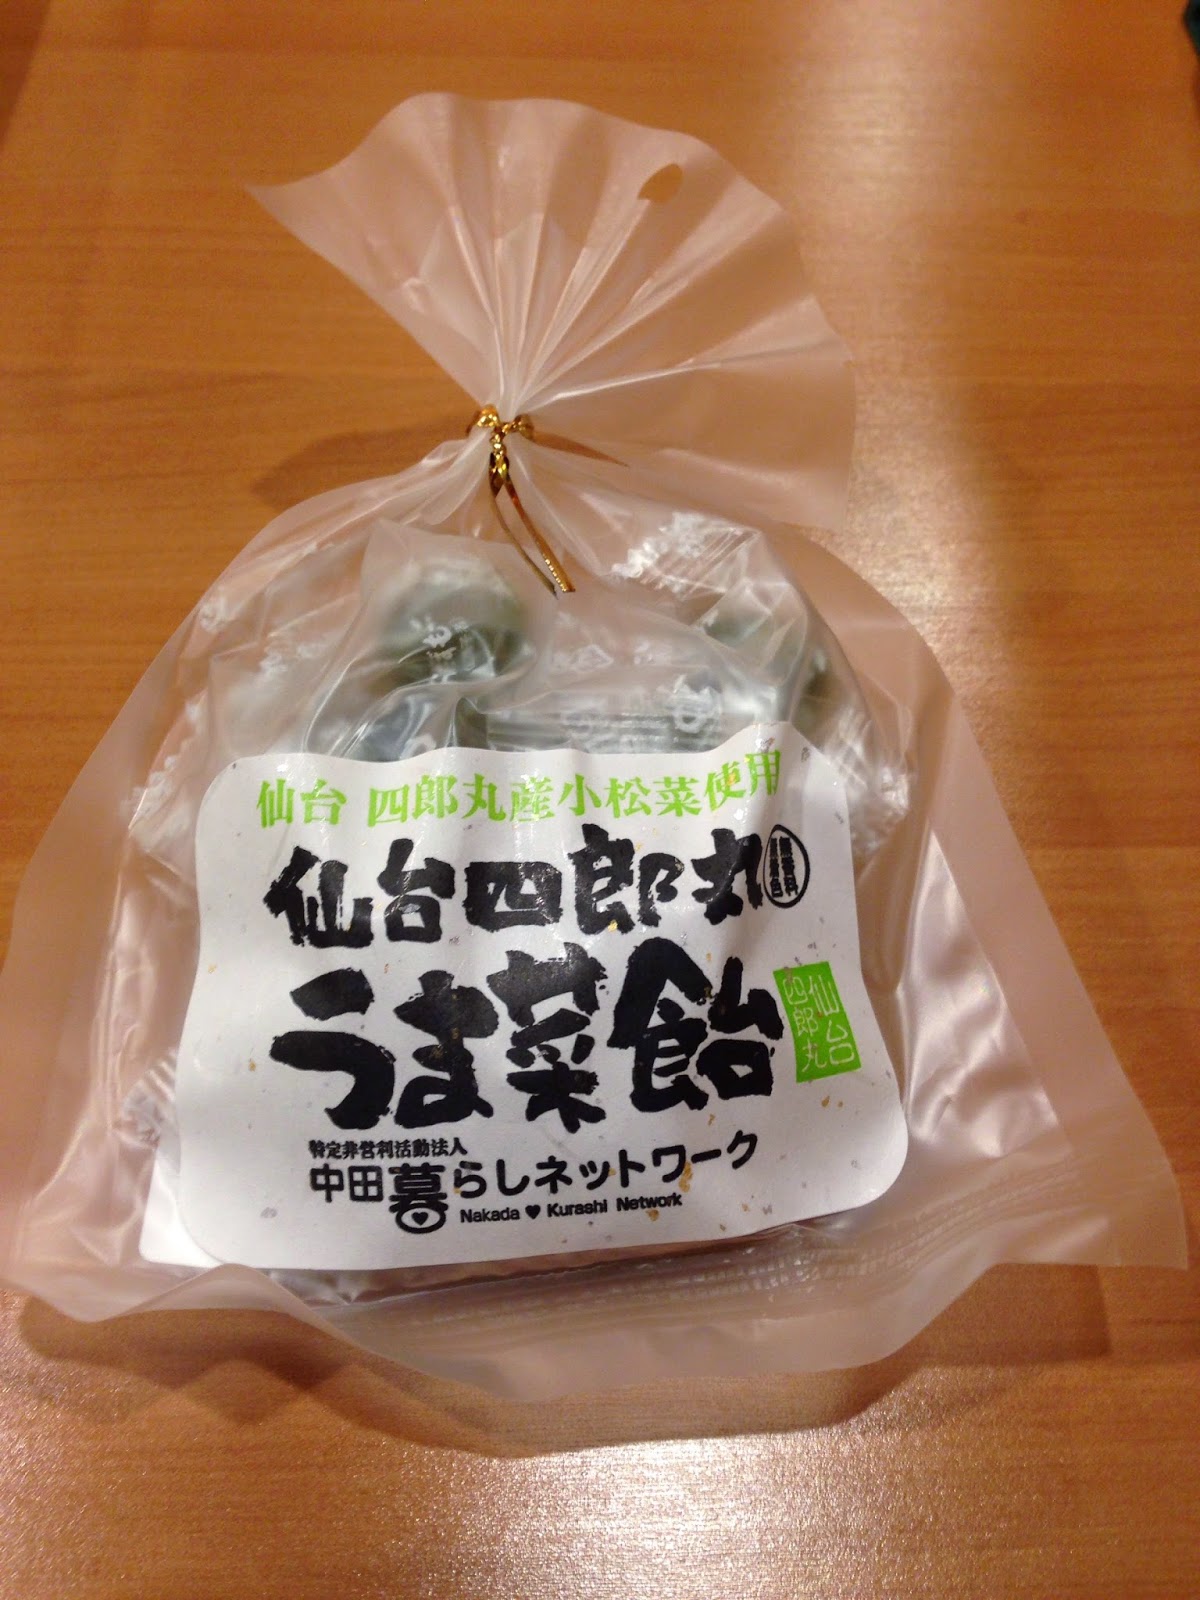 仙台 四郎丸産小松菜使用
仙台四郎丸
うま菜飴
仙台
四郎丸
特定非営利活動法人
中田暮らしネットワーク
Nakada ♥ Kurashi Network